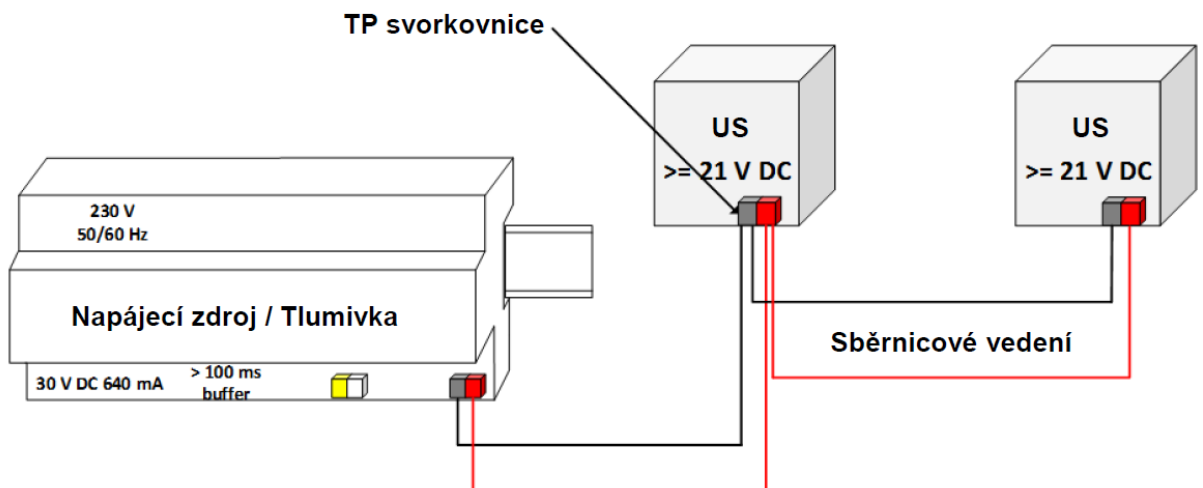 TP svorkovnice
US
>= 21 V DC
US
>= 21 V DC
230 V
50/60 Hz
Napájecí zdroj / Tlumivka
Sběrnicové vedení
30 V DC 640 mA
> 100 ms
buffer